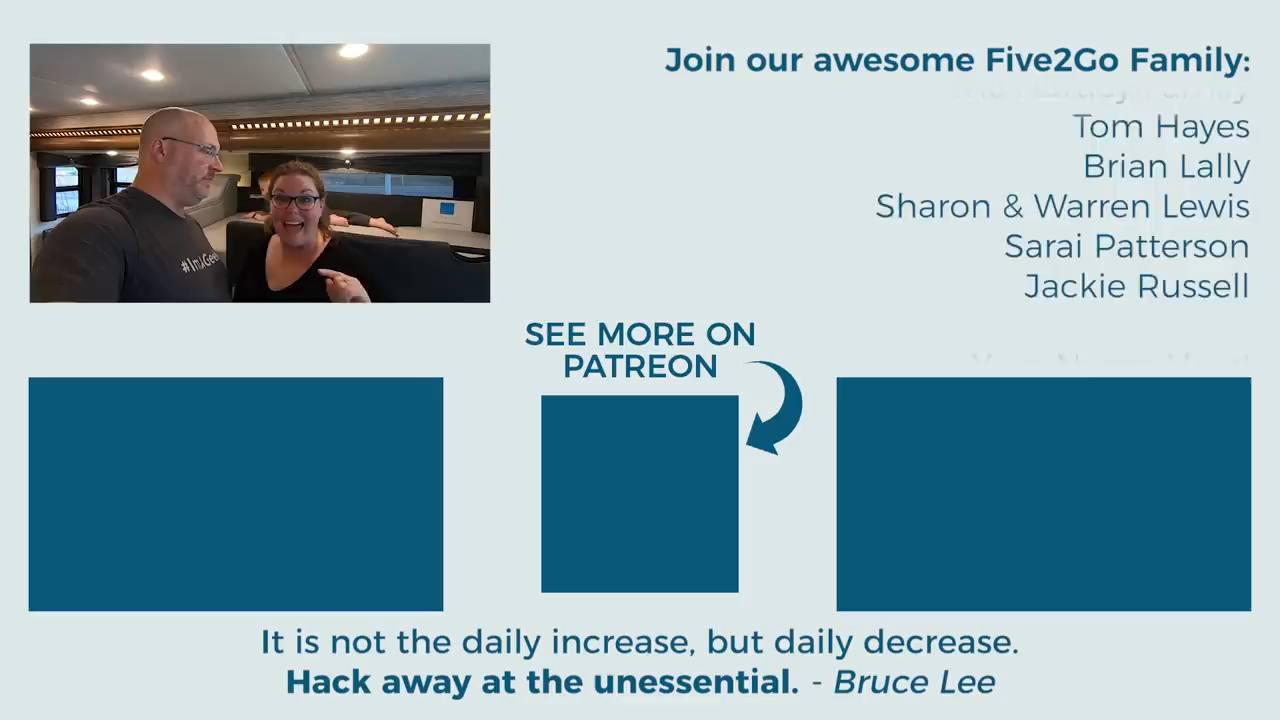 Join our awesome Five2Go Family:
Tom Hayes
Brian Lally
Sharon & Warren Lewis
Sarai Patterson
Jackie Russell
SEE MORE ON
PATREON
It is not the daily increase, but daily decrease.
Hack away at the unessential. - Bruce Lee